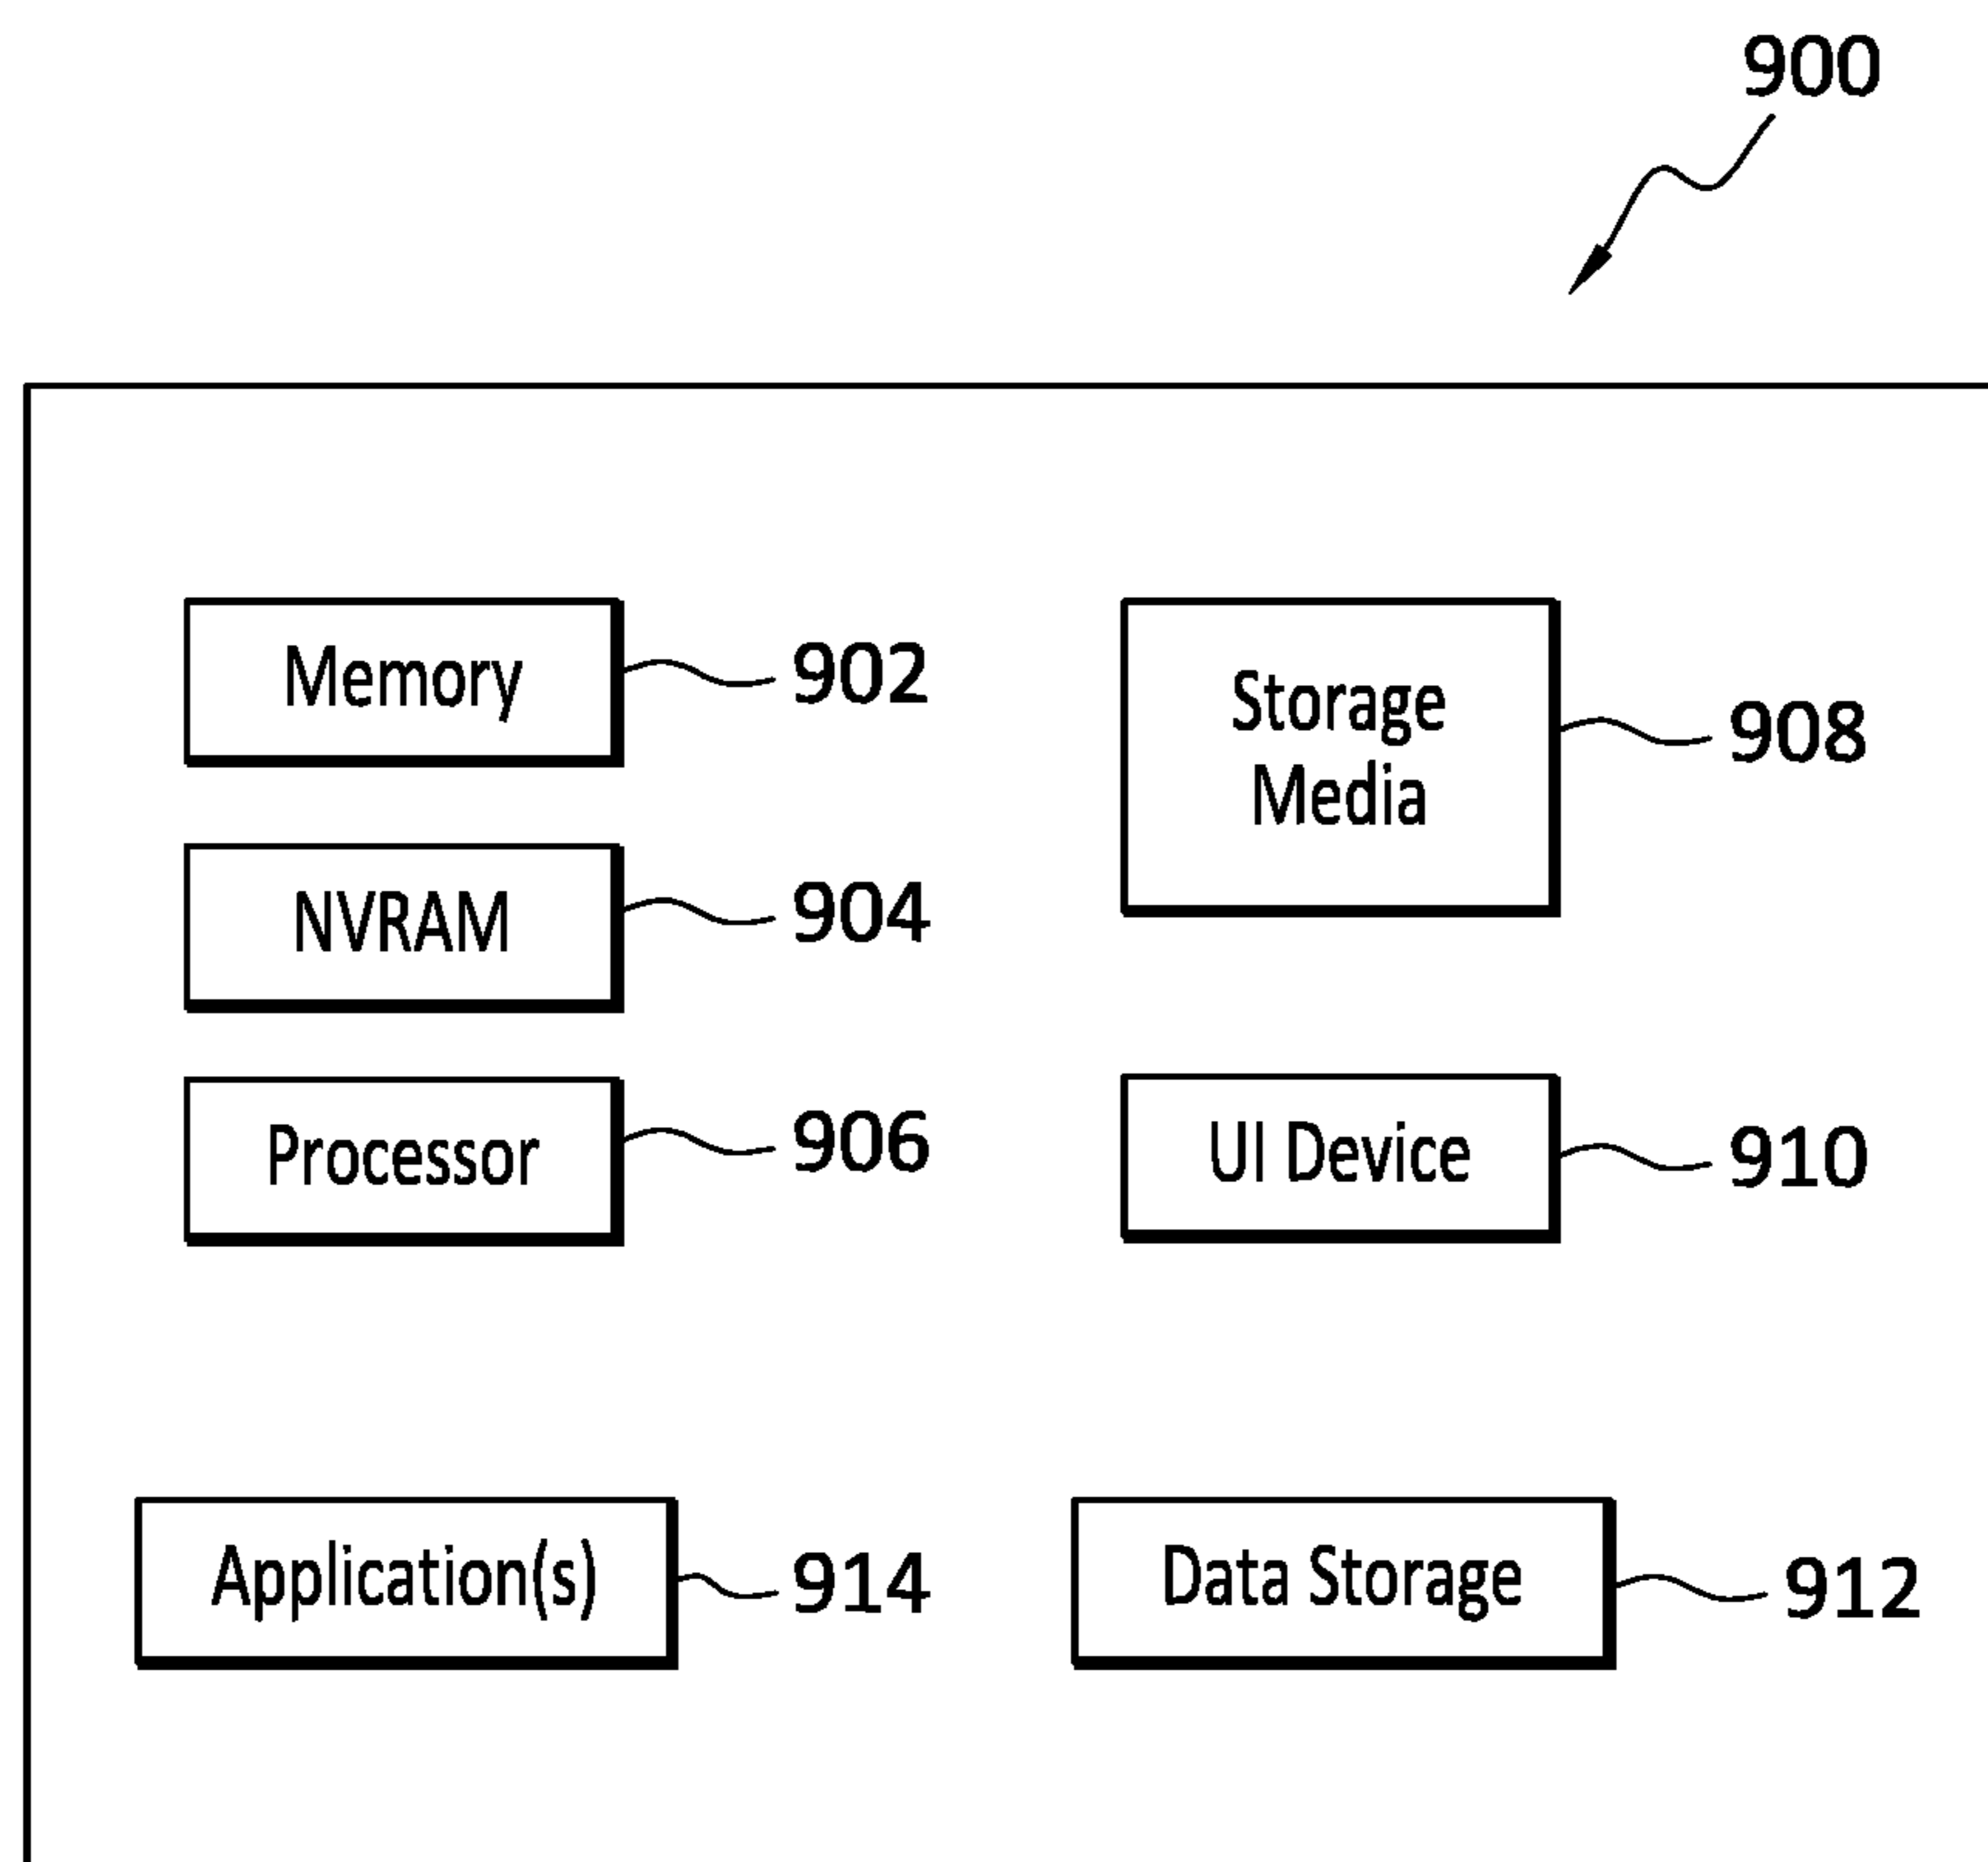 900
Memory
902
Storage
Media
908
NVRAM
904
Processor
906
UI Device
910
Application(s)
914
Data Storage
912